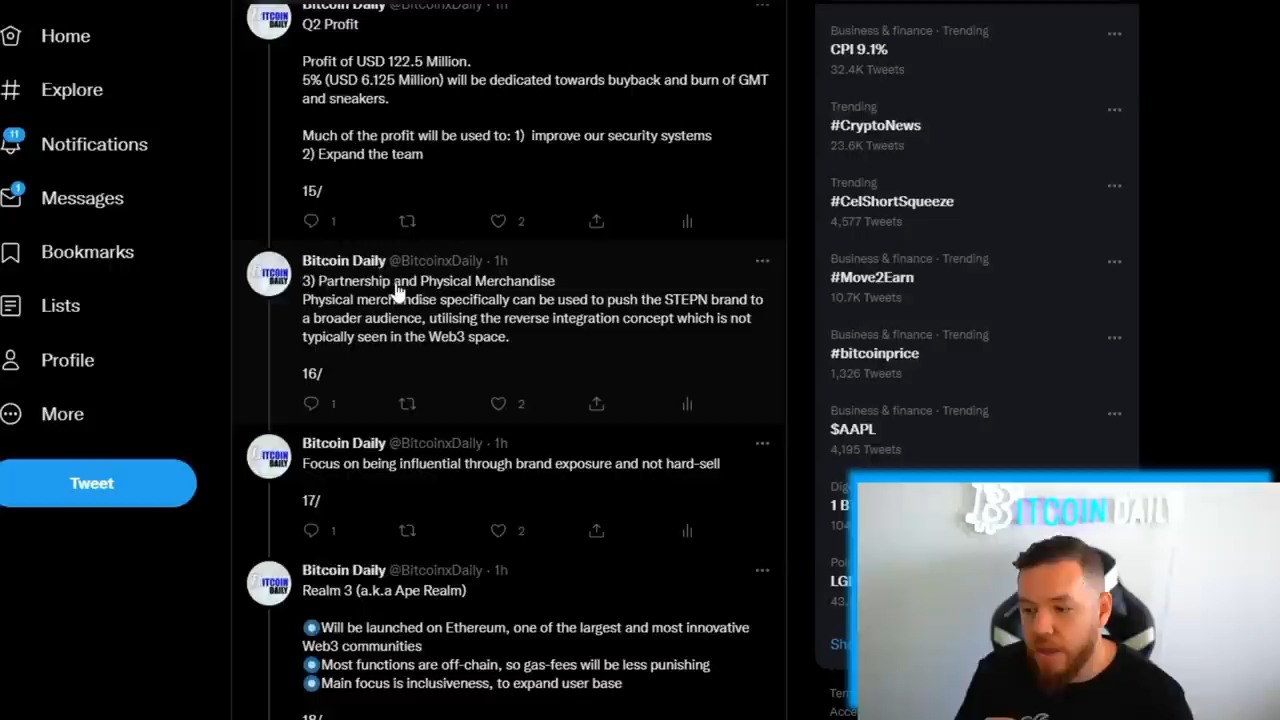 Home
Explore
11
Notifications
1
Messages
Bookmarks
Lists
Profile
More
Tweet
Bitcoin Daily @BitcoinxDaily · 1h
Q2 Profit
Profit of USD 122.5 Million.
5% (USD 6.125 Million) will be dedicated towards buyback and burn of GMT
and sneakers.
Much of the profit will be used to: 1) improve our security systems
2) Expand the team
15/
1
2
Bitcoin Daily @BitcoinxDaily · 1h
3) Partnership and Physical Merchandise
Physical merchandise specifically can be used to push the STEPN brand to
a broader audience, utilising the reverse integration concept which is not
typically seen in the Web3 space.
16/
1
2
Bitcoin Daily @BitcoinxDaily · 1h
Focus on being influential through brand exposure and not hard-sell
17/
1
2
Bitcoin Daily @BitcoinxDaily · 1h
Realm 3 (a.k.a Ape Realm)
Will be launched on Ethereum, one of the largest and most innovative
Web3 communities
Most functions are off-chain, so gas-fees will be less punishing
Main focus is inclusiveness, to expand user base
18/
Business & finance · Trending
CPI 9.1%
32.4K Tweets
Trending
#CryptoNews
23.6K Tweets
Trending
#CelShortSqueeze
4,577 Tweets
Business & finance · Trending
#Move2Earn
10.7K Tweets
Business & finance · Trending
#bitcoinprice
1,326 Tweets
Business & finance · Trending
$AAPL
4,195 Tweets
BITCOIN DAILY